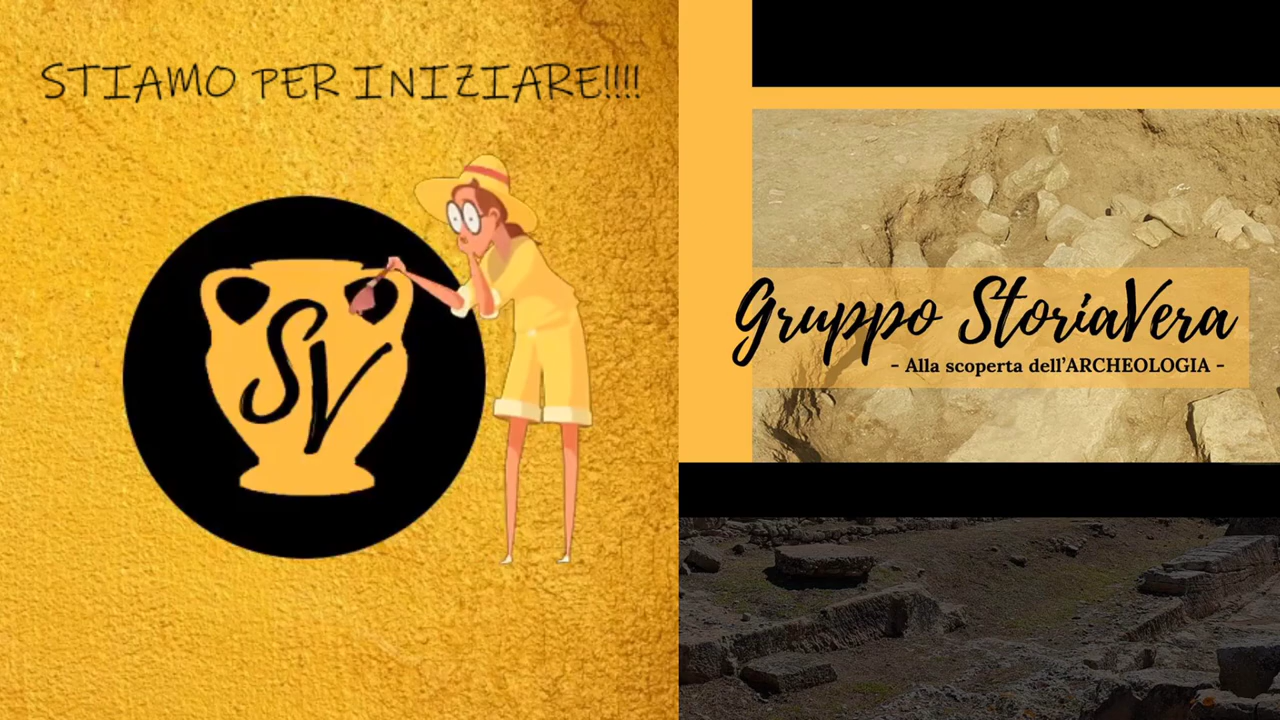 STIAMO PER INIZIARE!!!!
SV
Gruppo StoriaVera
- Alla scoperta dell'ARCHEOLOGIA -